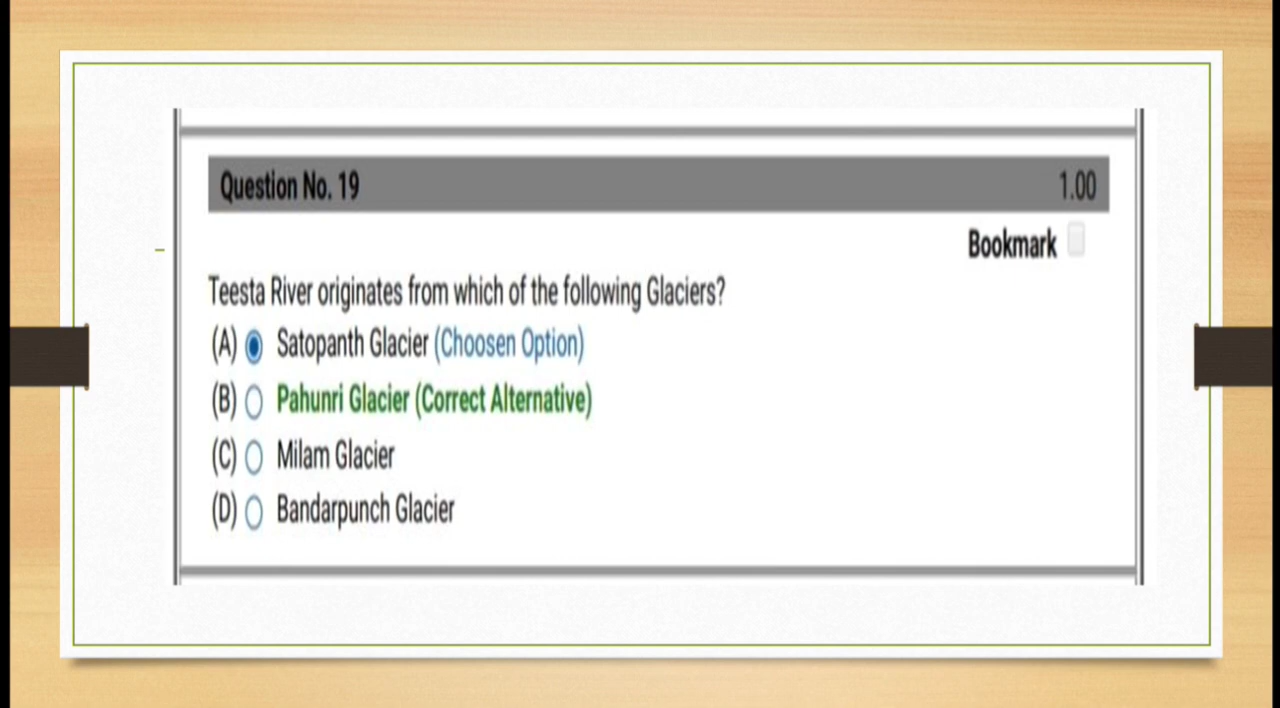 Question No. 19 1.00
Bookmark
Teesta River originates from which of the following Glaciers?
(A) Satopanth Glacier (Choosen Option)
(B) Pahunri Glacier (Correct Alternative)
(C) Milam Glacier
(D) Bandarpunch Glacier